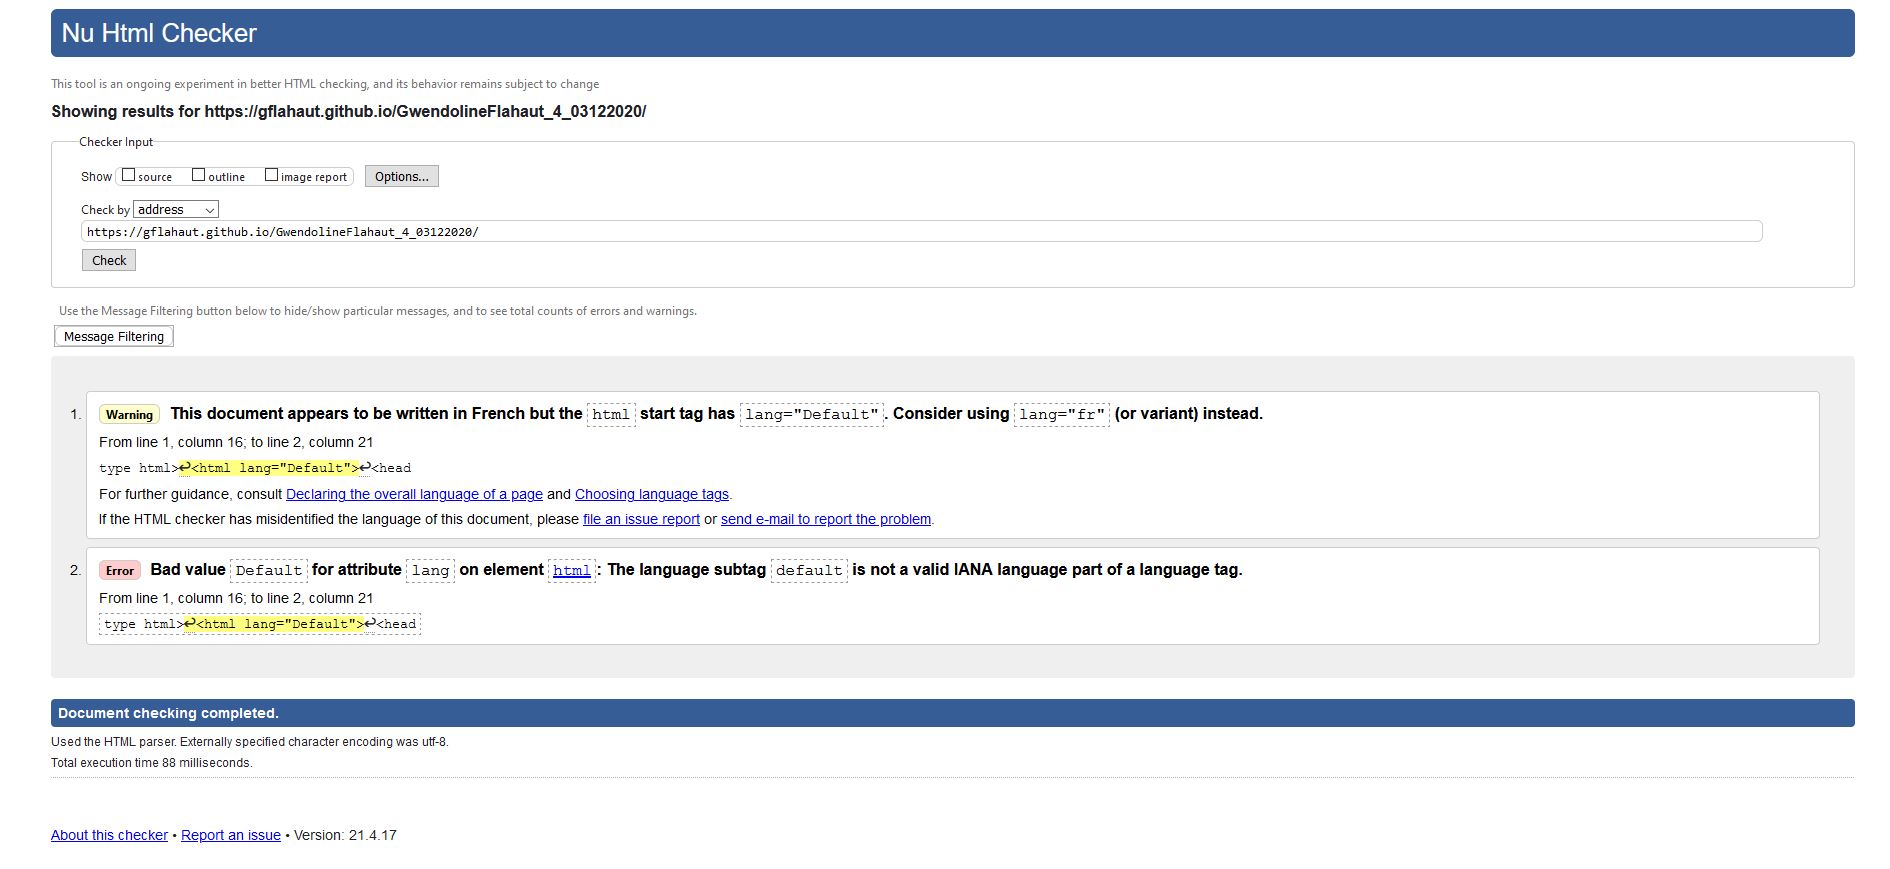 Nu Html Checker
This tool is an ongoing experiment in better HTML checking, and its behavior remains subject to change
Showing results for https://gflahaut.github.io/GwendolineFlahaut_4_03122020/
Checker Input
Show source outline image report Options...
Check by address
https://gflahaut.github.io/GwendolineFlahaut_4_03122020/
Check
Use the Message Filtering button below to hide/show particular messages, and to see total counts of errors and warnings.
Message Filtering
1. Warning This document appears to be written in French but the html start tag has lang="Default". Consider using lang="fr" (or variant) instead.
From line 1, column 16; to line 2, column 21
type html>↩<html lang="Default">↩<head
For further guidance, consult Declaring the overall language of a page and Choosing language tags.
If the HTML checker has misidentified the language of this document, please file an issue report or send e-mail to report the problem.
2. Error Bad value Default for attribute lang on element html: The language subtag default is not a valid IANA language part of a language tag.
From line 1, column 16; to line 2, column 21
type html>↩<html lang="Default">↩<head
Document checking completed.
Used the HTML parser. Externally specified character encoding was utf-8.
Total execution time 88 milliseconds.
About this checker • Report an issue • Version: 21.4.17